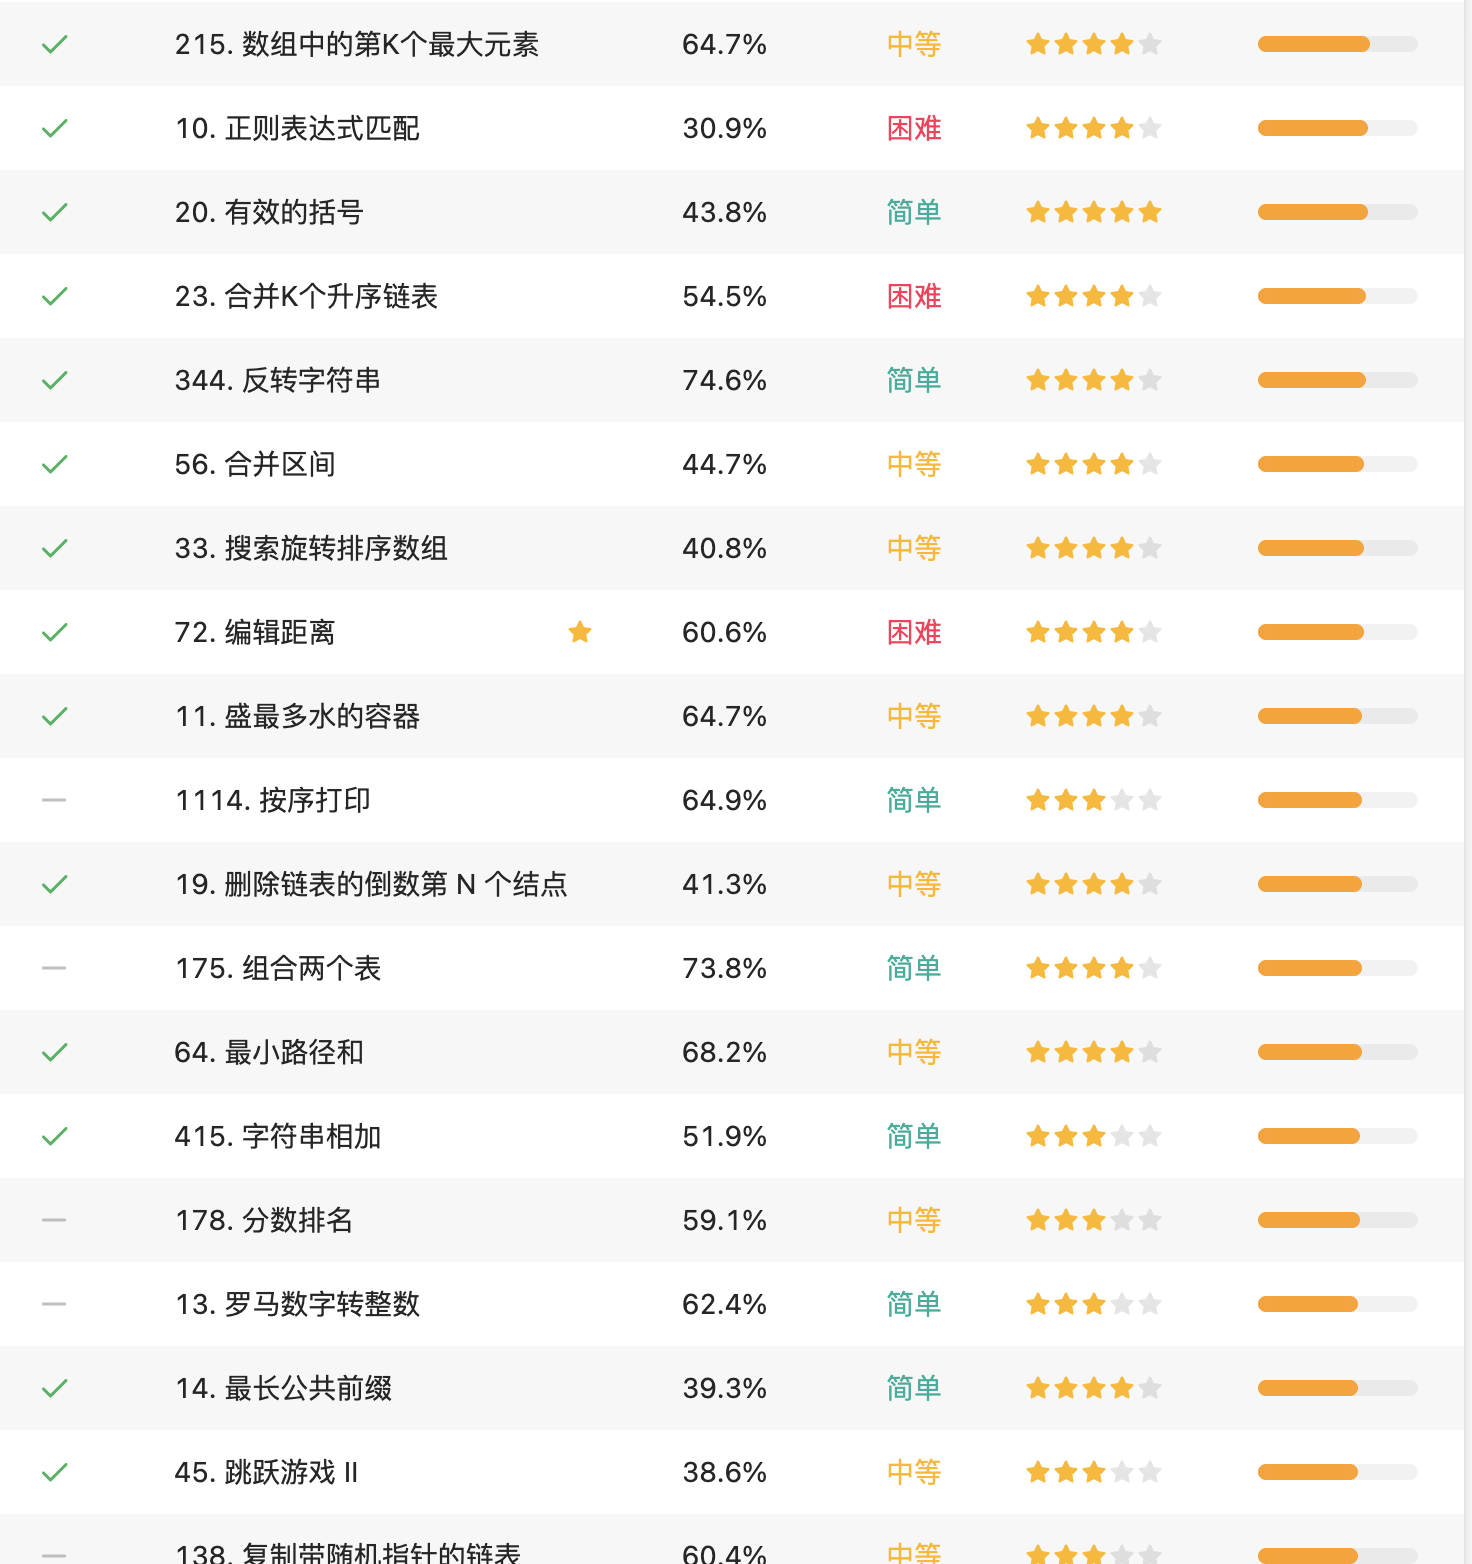 215. 数组中的第K个最大元素 64.7% 中等
10. 正则表达式匹配 30.9% 困难
20. 有效的括号 43.8% 简单
23. 合并K个升序链表 54.5% 困难
344. 反转字符串 74.6% 简单
56. 合并区间 44.7% 中等
33. 搜索旋转排序数组 40.8% 中等
72. 编辑距离 60.6% 困难
11. 盛最多水的容器 64.7% 中等
1114. 按序打印 64.9% 简单
19. 删除链表的倒数第 N 个结点 41.3% 中等
175. 组合两个表 73.8% 简单
64. 最小路径和 68.2% 中等
415. 字符串相加 51.9% 简单
178. 分数排名 59.1% 中等
13. 罗马数字转整数 62.4% 简单
14. 最长公共前缀 39.3% 简单
45. 跳跃游戏 II 38.6% 中等
138. 复制带随机指针的链表 60.4% 中等